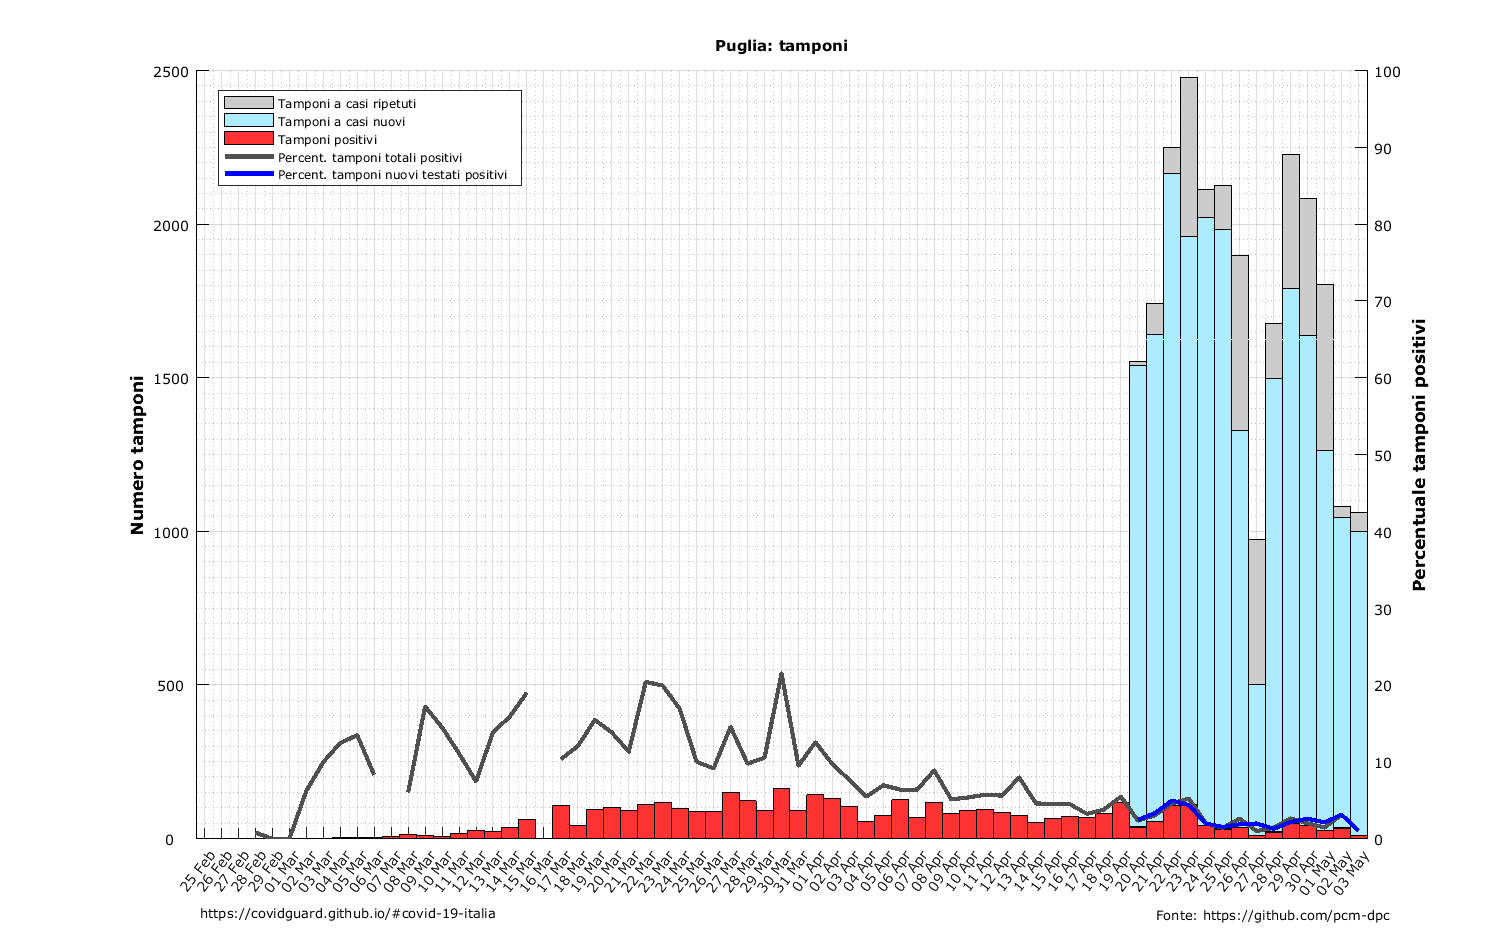 Puglia: tamponi
Tamponi a casi ripetuti
Tamponi a casi nuovi
Tamponi positivi
Percent. tamponi totali positivi
Percent. tamponi nuovi testati positivi
Numero tamponi
2500
2000
1500
1000
500
0
Percentuale tamponi positivi
100
90
80
70
60
50
40
30
20
10
0
25 Feb
26 Feb
27 Feb
28 Feb
29 Feb
01 Mar
02 Mar
03 Mar
04 Mar
05 Mar
06 Mar
07 Mar
08 Mar
09 Mar
10 Mar
11 Mar
12 Mar
13 Mar
14 Mar
15 Mar
16 Mar
17 Mar
18 Mar
19 Mar
20 Mar
21 Mar
22 Mar
23 Mar
24 Mar
25 Mar
26 Mar
27 Mar
28 Mar
29 Mar
30 Mar
31 Mar
01 Apr
02 Apr
03 Apr
04 Apr
05 Apr
06 Apr
07 Apr
08 Apr
09 Apr
10 Apr
11 Apr
12 Apr
13 Apr
14 Apr
15 Apr
16 Apr
17 Apr
18 Apr
19 Apr
20 Apr
21 Apr
22 Apr
23 Apr
24 Apr
25 Apr
26 Apr
27 Apr
28 Apr
29 Apr
30 Apr
01 May
02 May
03 May
https://covidguard.github.io/#covid-19-italia
Fonte: https://github.com/pcm-dpc